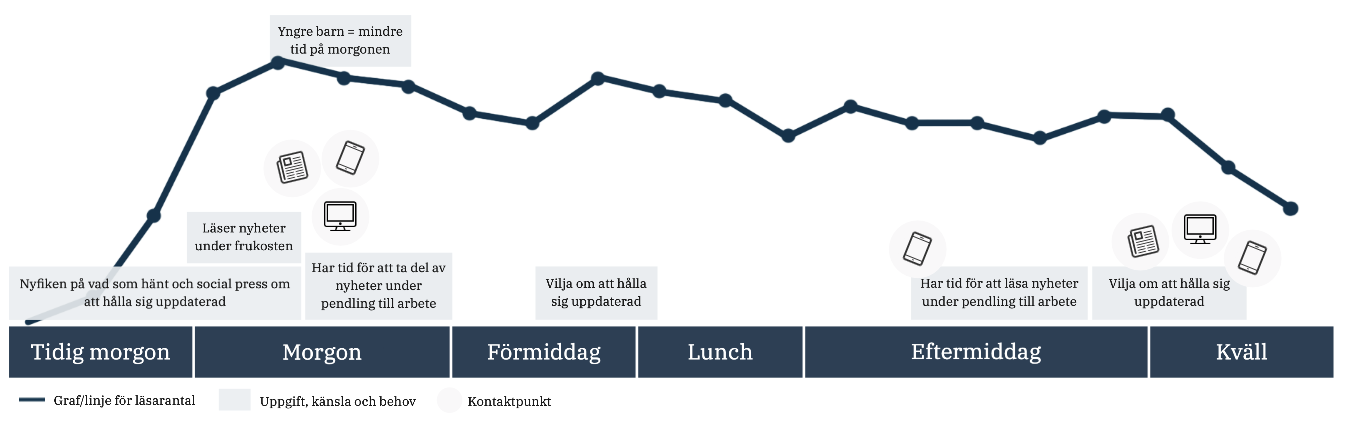 Yngre barn = mindre
tid på morgonen
Läser nyheter
under frukosten
Nyfiken på vad som hänt och social press om
att hålla sig uppdaterad
Har tid för att ta del av
nyheter under
pendling till arbete
Vilja om att hålla
sig uppdaterad
Har tid för att läsa nyheter
under pendling till arbete
Vilja om att hålla sig
uppdaterad
Tidig morgon
Morgon
Förmiddag
Lunch
Eftermiddag
Kväll
Graf/linje för läsarantal
Uppgift, känsla och behov
Kontaktpunkt